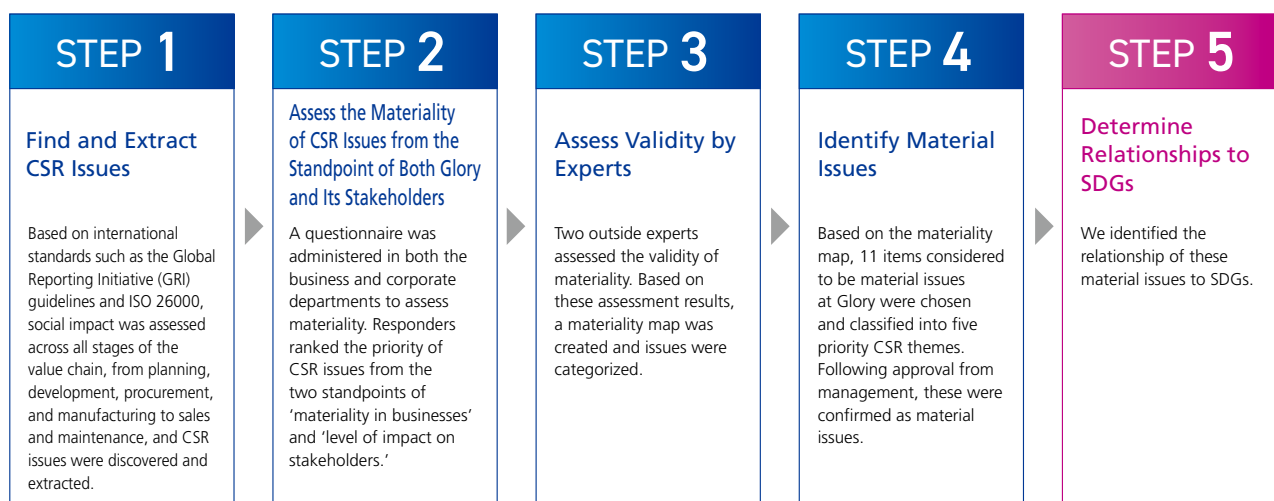 STEP 1
Find and Extract
CSR Issues
Based on international
standards such as the Global
Reporting Initiative (GRI)
guidelines and ISO 26000,
social impact was assessed
across all stages of the
value chain, from planning,
development, procurement,
and manufacturing to sales
and maintenance, and CSR
issues were discovered and
extracted.
STEP 2
Assess the Materiality
of CSR Issues from the
Standpoint of Both Glory
and Its Stakeholders
A questionnaire was
administered in both the
business and corporate
departments to assess
materiality. Responders
ranked the priority of
CSR issues from the
two standpoints of
‘materiality in businesses’
and ‘level of impact on
stakeholders.’
STEP 3
Assess Validity by
Experts
Two outside experts
assessed the validity of
materiality. Based on
these assessment results,
a materiality map was
created and issues were
categorized.
STEP 4
Identify Material
Issues
Based on the materiality
map, 11 items considered
to be material issues
at Glory were chosen
and classified into five
priority CSR themes.
Following approval from
management, these were
confirmed as material
issues.
STEP 5
Determine
Relationships to
SDGs
We identified the
relationship of these
material issues to SDGs.